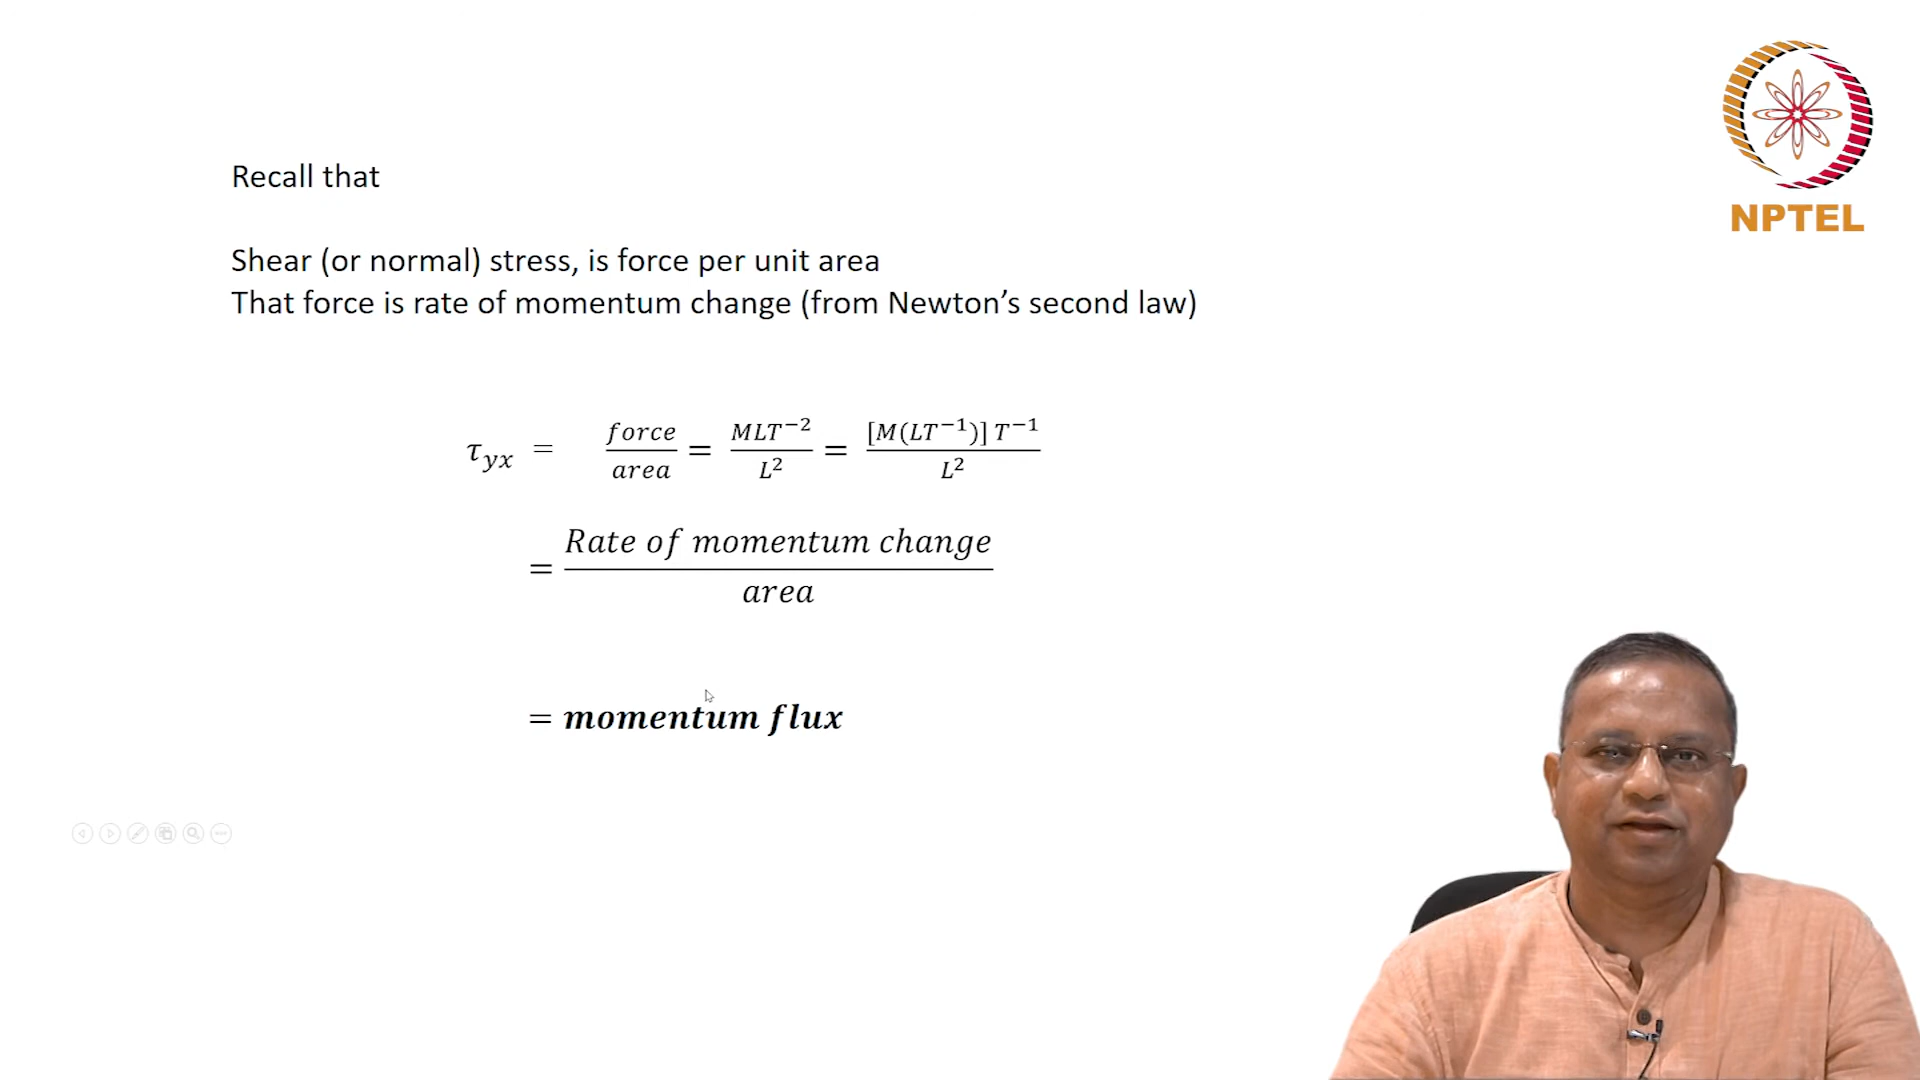 NPTEL
Recall that
Shear (or normal) stress, is force per unit area
That force is rate of momentum change (from Newton’s second law)
τ_yx = force/area = MLT⁻²/L² = [M(LT⁻¹)] T⁻¹/L²
= Rate of momentum change/area
= momentum flux